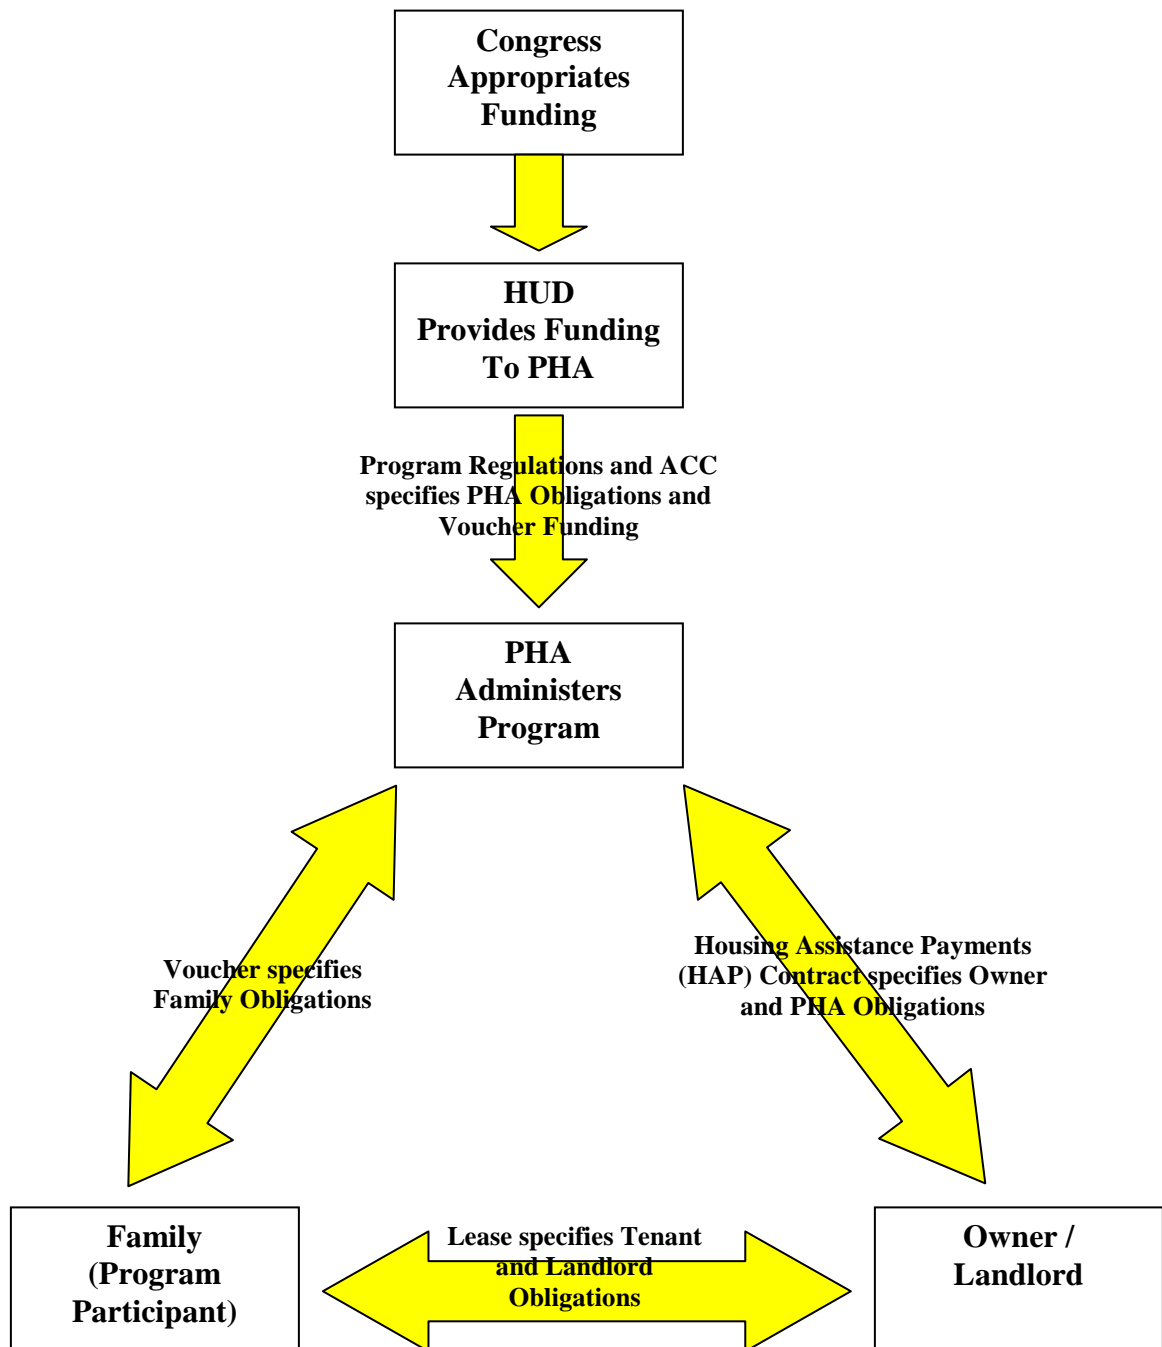 Congress
Appropriates
Funding
HUD
Provides Funding
To PHA
Program Regulations and ACC
specifies PHA Obligations and
Voucher Funding
PHA
Administers
Program
Voucher specifies
Family Obligations
Housing Assistance Payments
(HAP) Contract specifies Owner
and PHA Obligations
Family
(Program
Participant)
Lease specifies Tenant
and Landlord
Obligations
Owner /
Landlord